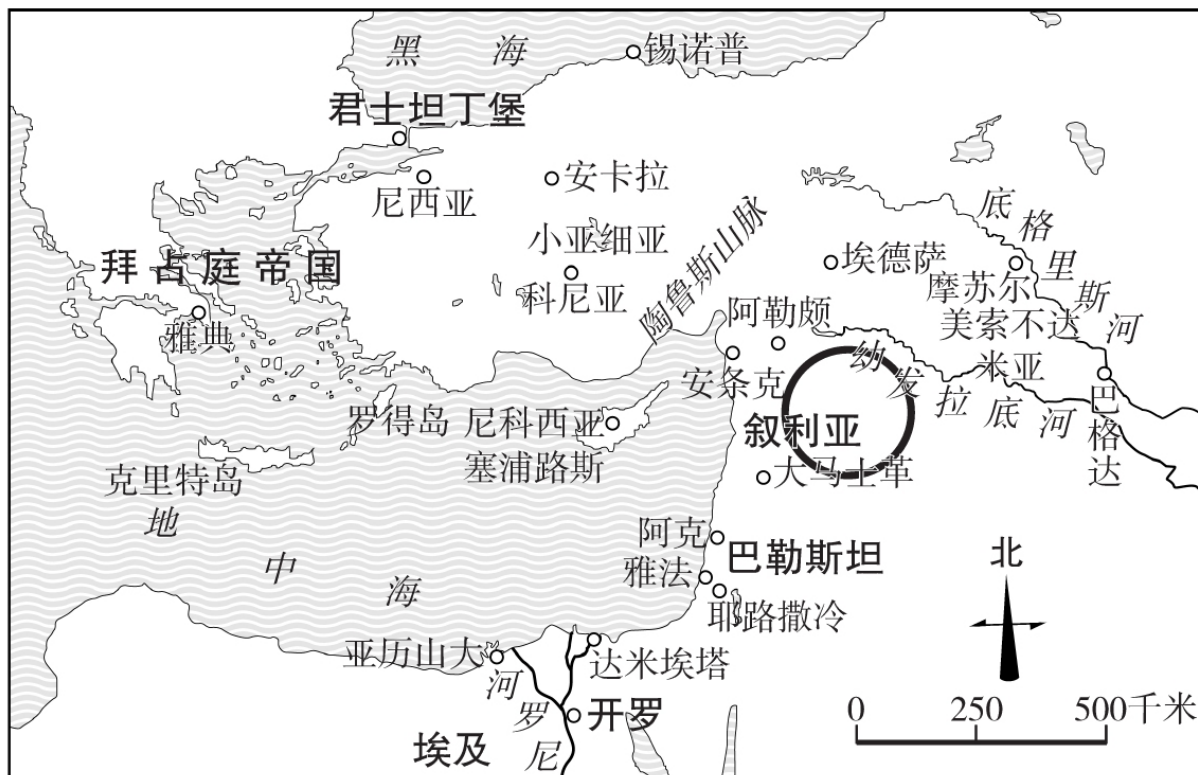 黑海
锡诺普
君士坦丁堡
尼西亚
安卡拉
小亚细亚
科尼亚
陶鲁斯山脉
拜占庭帝国
雅典
埃德萨
底格里斯河
摩苏尔
美索不达
米亚
阿勒颇
安条克
幼发拉底河
巴格达
叙利亚
罗得岛
尼科西亚
塞浦路斯
克里特岛
大马士革
地中海
阿克
巴勒斯坦
雅法
耶路撒冷
北
亚历山大
达米埃塔
河罗尼
开罗
埃及
0 250 500千米